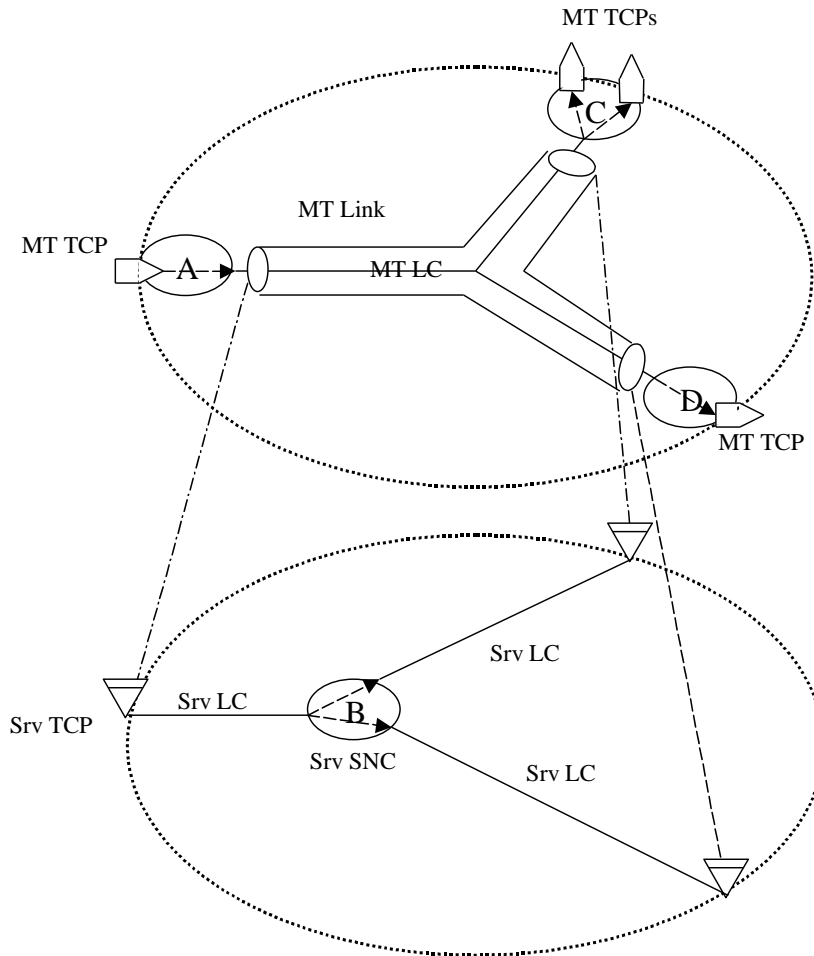 MT TCPs
C
MT Link
MT TCP
A
MT LC
D
MT TCP
Srv LC
Srv LC
B
Srv TCP
Srv SNC
Srv LC